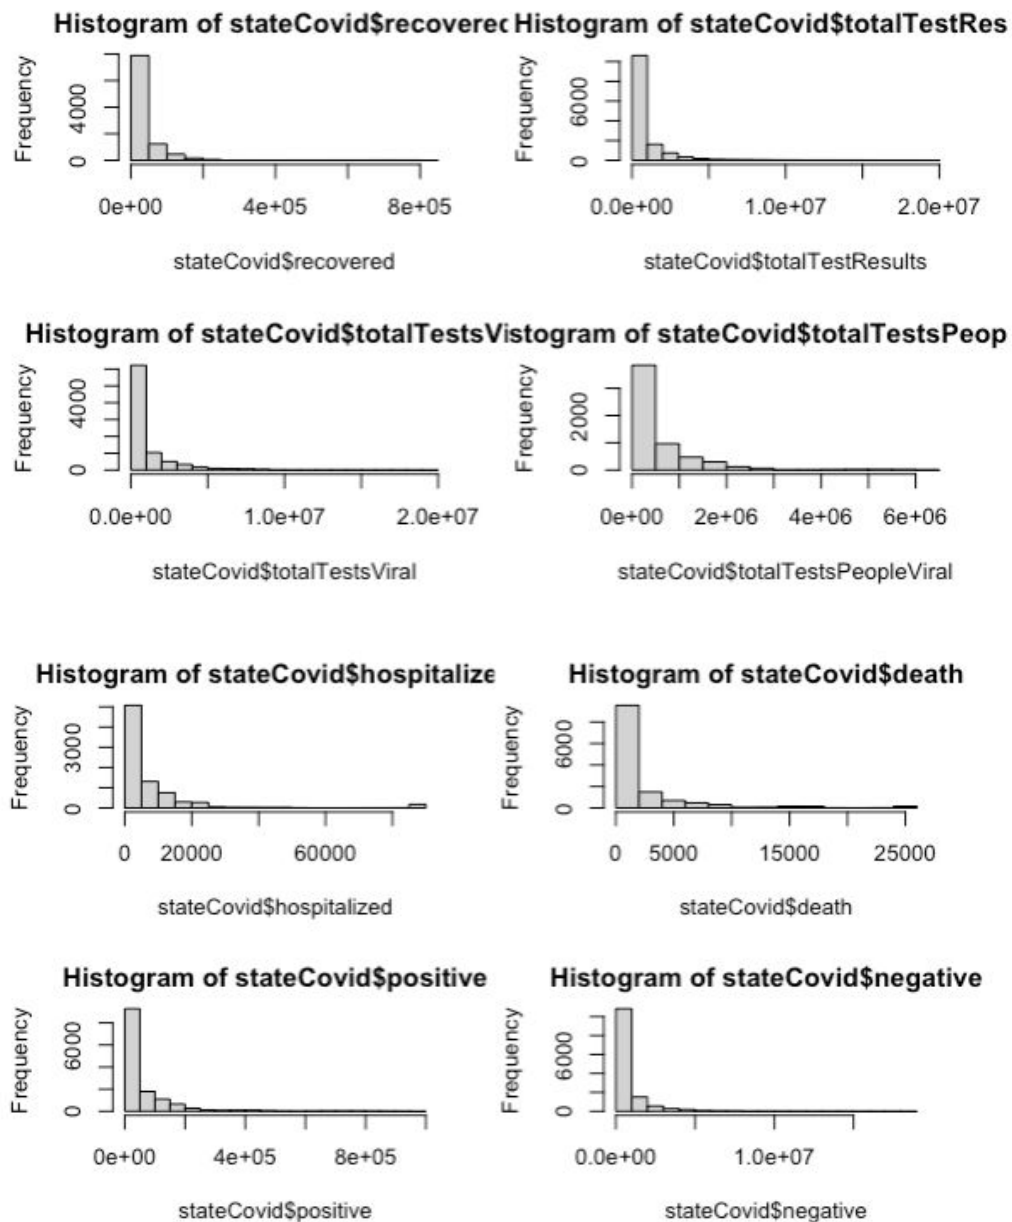 Histogram of stateCovid$recovered Histogram of stateCovid$totalTestRes
Frequency
0 4000
0e+00 4e+05 8e+05
stateCovid$recovered
Frequency
0 6000
0.0e+00 1.0e+07 2.0e+07
stateCovid$totalTestResults
Histogram of stateCovid$totalTestsVistogram of stateCovid$totalTestsPeop
Frequency
0 4000
0.0e+00 1.0e+07 2.0e+07
stateCovid$totalTestsViral
Frequency
0 2000
0e+00 2e+06 4e+06 6e+06
stateCovid$totalTestsPeopleViral
Histogram of stateCovid$hospitalize
Frequency
0 3000
0 20000 60000
stateCovid$hospitalized
Histogram of stateCovid$death
Frequency
0 6000
0 5000 15000 25000
stateCovid$death
Histogram of stateCovid$positive
Frequency
0 6000
0e+00 4e+05 8e+05
stateCovid$positive
Histogram of stateCovid$negative
Frequency
0 6000
0.0e+00 1.0e+07
stateCovid$negative